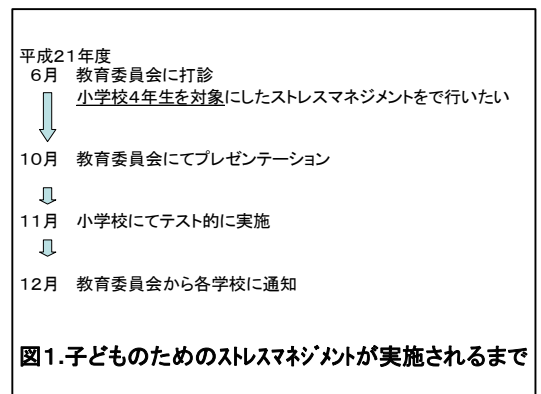 平成21年度
6月 教育委員会に打診
小学校4年生を対象にしたストレスマネジメントをで行いたい
10月 教育委員会にてプレゼンテーション
11月 小学校にてテスト的に実施
12月 教育委員会から各学校に通知
図1.子どものためのｽﾄﾚｽﾏﾈｼﾞﾒﾝﾄが実施されるまで